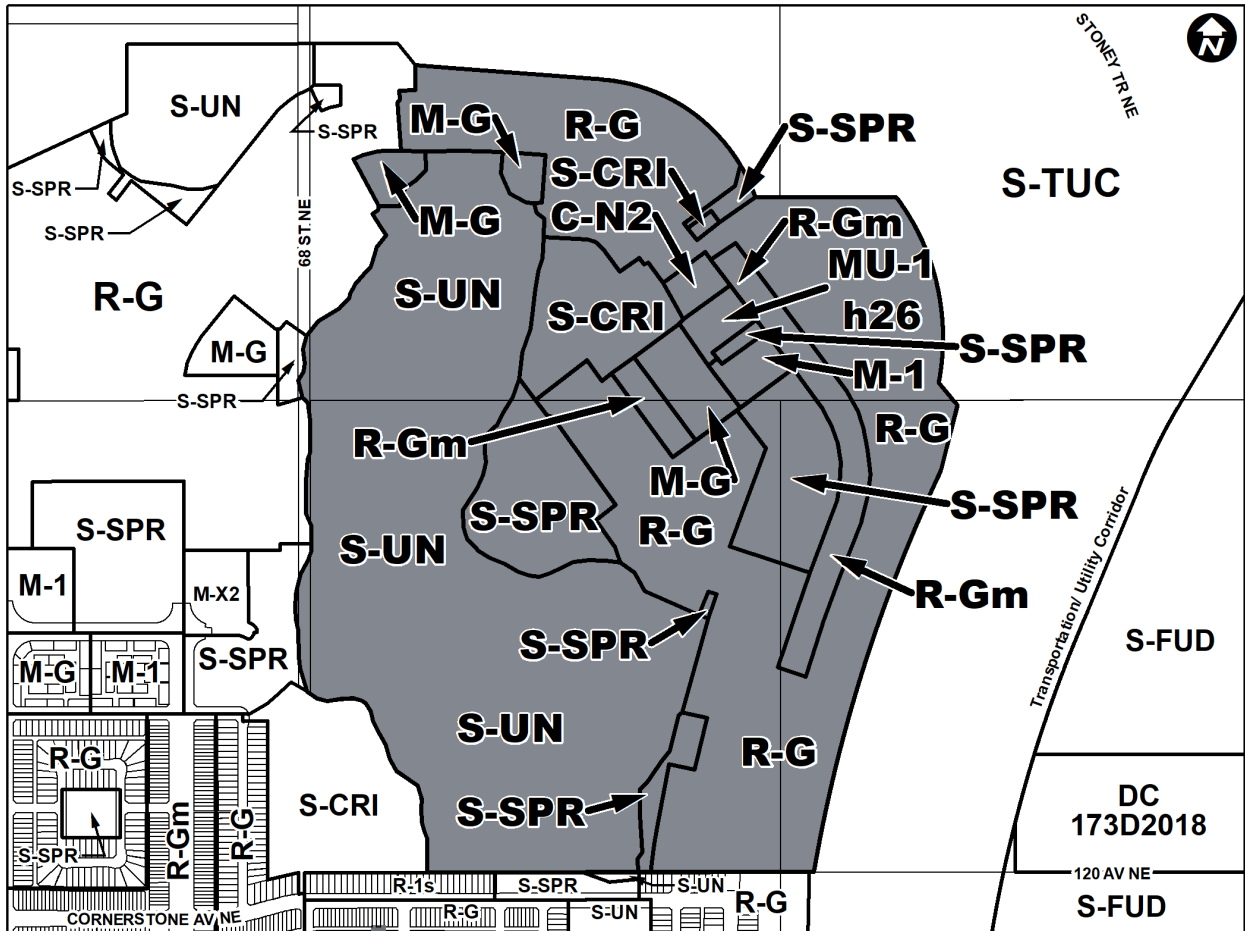 STONEY TR NE
N
S-UN
S-SPR
M-G
R-G
S-SPR
S-SPR
S-CRI
S-TUC
S-SPR
M-G
C-N2
R-Gm
68 ST. NE
MU-1
h26
R-G
S-UN
S-CRI
S-SPR
M-G
M-1
S-SPR
R-Gm
R-G
M-G
S-SPR
S-SPR
R-G
S-SPR
S-UN
Transportation/ Utility Corridor
M-1
M-X2
R-Gm
S-SPR
S-FUD
M-G
M-1
S-SPR
S-UN
R-G
R-G
DC
173D2018
S-CRI
S-SPR
R-Gm
R-G
S-SPR
120 AV NE
R-1s
S-SPR
S-UN
R-G
CORNERSTONE AV NE
R-G
S-UN
S-FUD